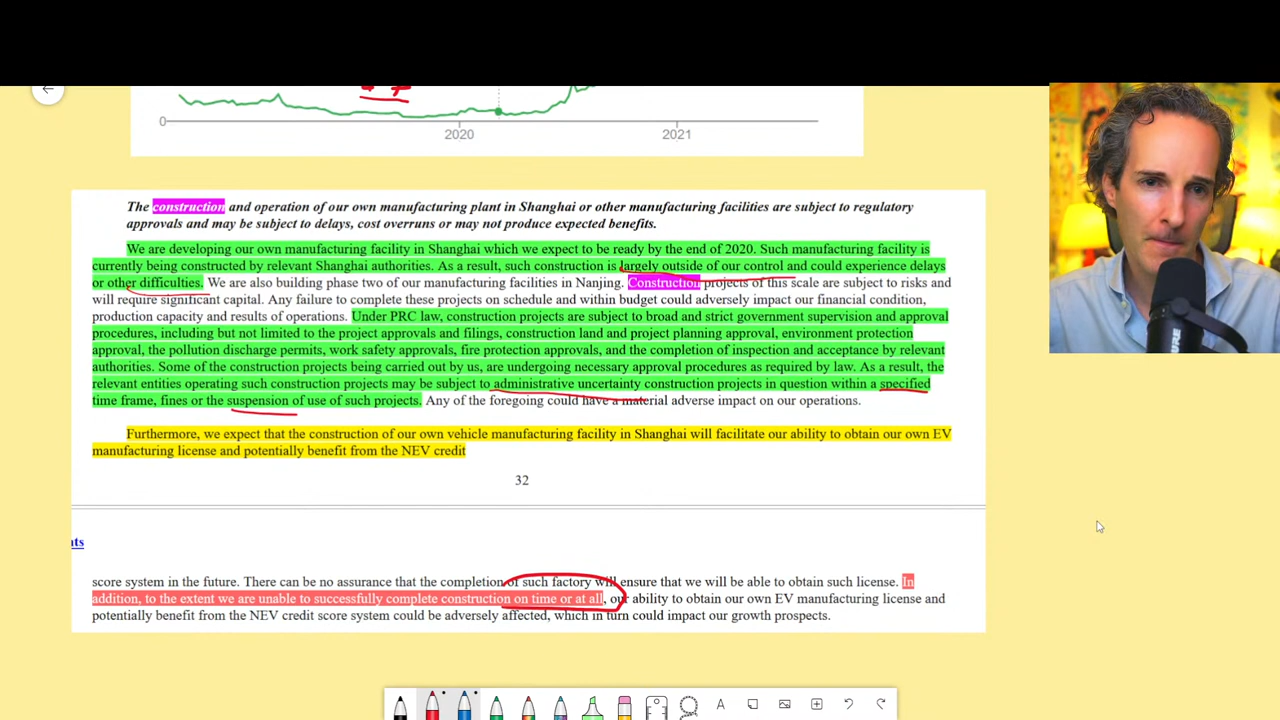 0
2020
2021
The construction and operation of our own manufacturing plant in Shanghai or other manufacturing facilities are subject to regulatory
approvals and may be subject to delays, cost overruns or may not produce expected benefits.
We are developing our own manufacturing facility in Shanghai which we expect to be ready by the end of 2020. Such manufacturing facility is
currently being constructed by relevant Shanghai authorities. As a result, such construction is largely outside of our control and could experience delays
or other difficulties. We are also building phase two of our manufacturing facilities in Nanjing. Construction projects of this scale are subject to risks and
will require significant capital. Any failure to complete these projects on schedule and within budget could adversely impact our financial condition,
production capacity and results of operations. Under PRC law, construction projects are subject to broad and strict government supervision and approval
procedures, including but not limited to the project approvals and filings, construction land and project planning approval, environment protection
approval, the pollution discharge permits, work safety approvals, fire protection approvals, and the completion of inspection and acceptance by relevant
authorities. Some of the construction projects being carried out by us, are undergoing necessary approval procedures as required by law. As a result, the
relevant entities operating such construction projects may be subject to administrative uncertainty construction projects in question within a specified
time frame, fines or the suspension of use of such projects. Any of the foregoing could have a material adverse impact on our operations.
Furthermore, we expect that the construction of our own vehicle manufacturing facility in Shanghai will facilitate our ability to obtain our own EV
manufacturing license and potentially benefit from the NEV credit
32
nts
score system in the future. There can be no assurance that the completion of such factory will ensure that we will be able to obtain such license. In
addition, to the extent we are unable to successfully complete construction on time or at all, our ability to obtain our own EV manufacturing license and
potentially benefit from the NEV credit score system could be adversely affected, which in turn could impact our growth prospects.
SHURE
A